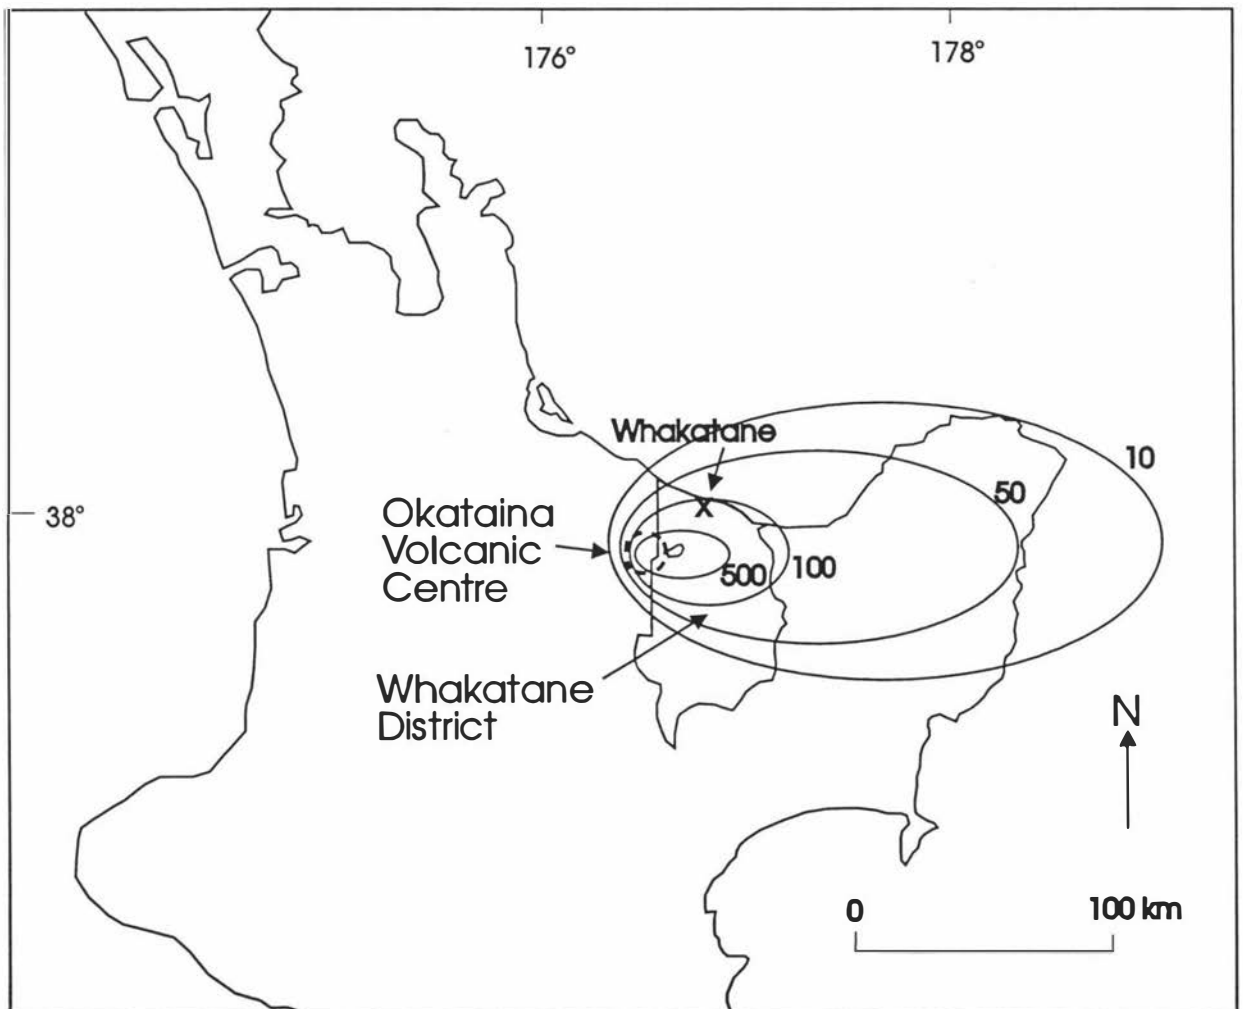 176°
178°
Whakatane
10
50
X
38°
Okataina
Volcanic
Centre
500
100
Whakatane
District
N
0
100 km